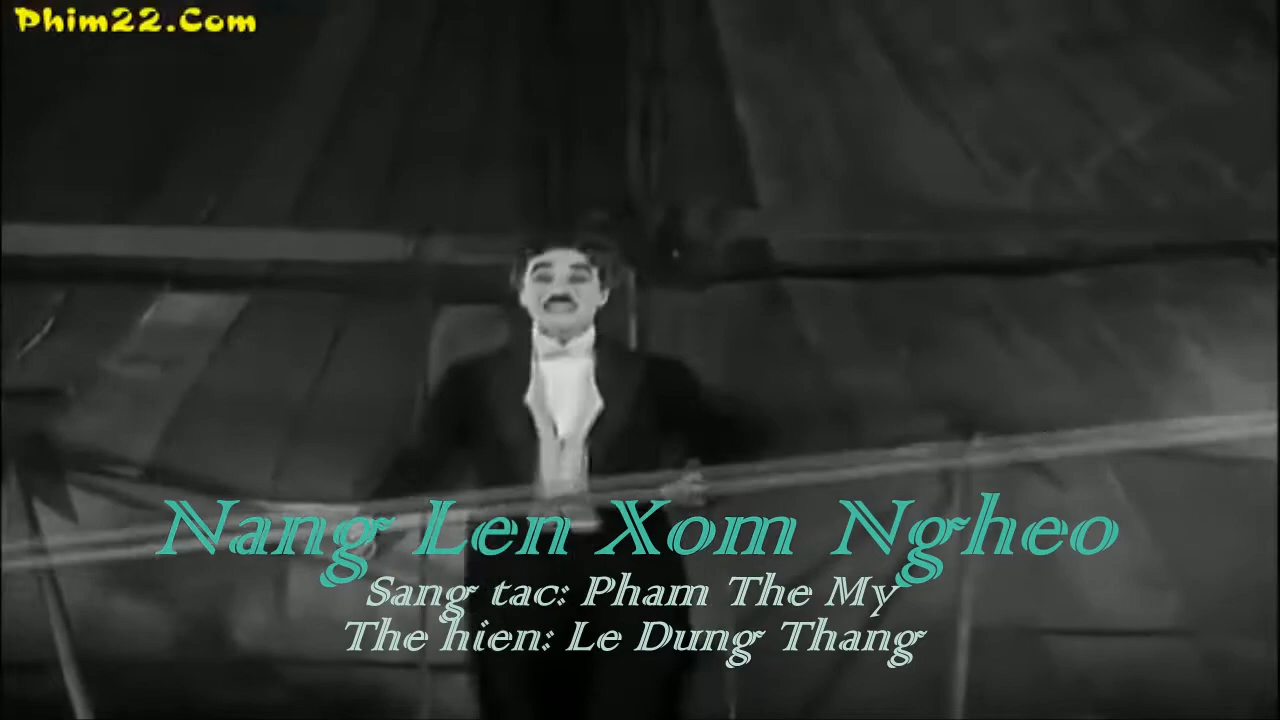 Phim22.Com
Nang Len Xom Ngheo
Sang tac: Pham The My
The hien: Le Dung Thang